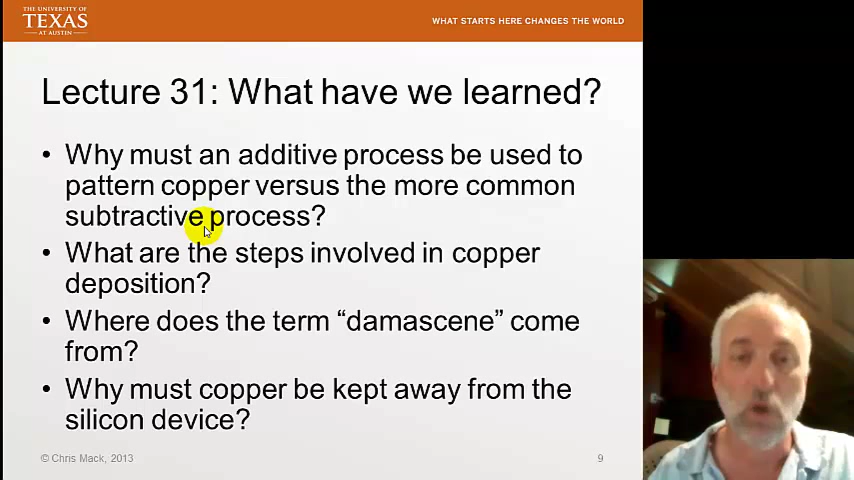 THE UNIVERSITY OF
TEXAS
AT AUSTIN
WHAT STARTS HERE CHANGES THE WORLD
Lecture 31: What have we learned?
• Why must an additive process be used to
pattern copper versus the more common
subtractive process?
• What are the steps involved in copper
deposition?
• Where does the term “damascene” come
from?
• Why must copper be kept away from the
silicon device?
© Chris Mack, 2013
9